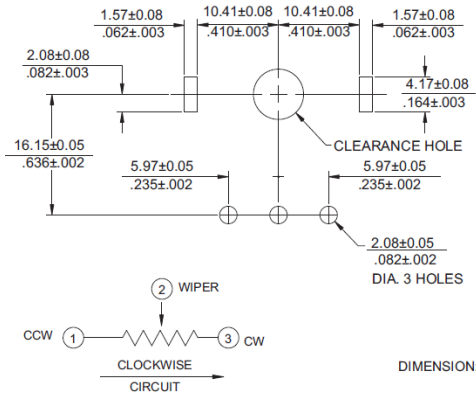 1.57±0.08 10.41±0.08 10.41±0.08 1.57±0.08
.062±.003 .410±.003 .410±.003 .062±.003
2.08±0.08
.082±.003
4.17±0.08
.164±.003
CLEARANCE HOLE
16.15±0.05
.636±.002
5.97±0.05 5.97±0.05
.235±.002 .235±.002
2.08±0.05
.082±.002
DIA. 3 HOLES
2 WIPER
CCW 1 3 CW
CLOCKWISE
CIRCUIT
DIMENSION